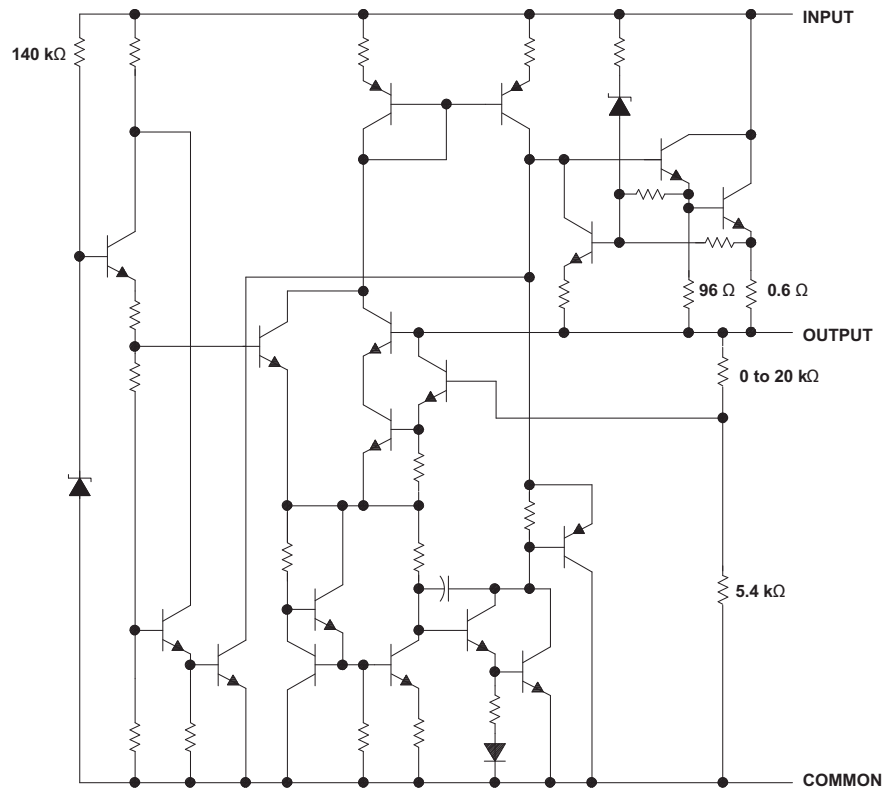 INPUT
140 kΩ
96 Ω
0.6 Ω
OUTPUT
0 to 20 kΩ
5.4 kΩ
COMMON